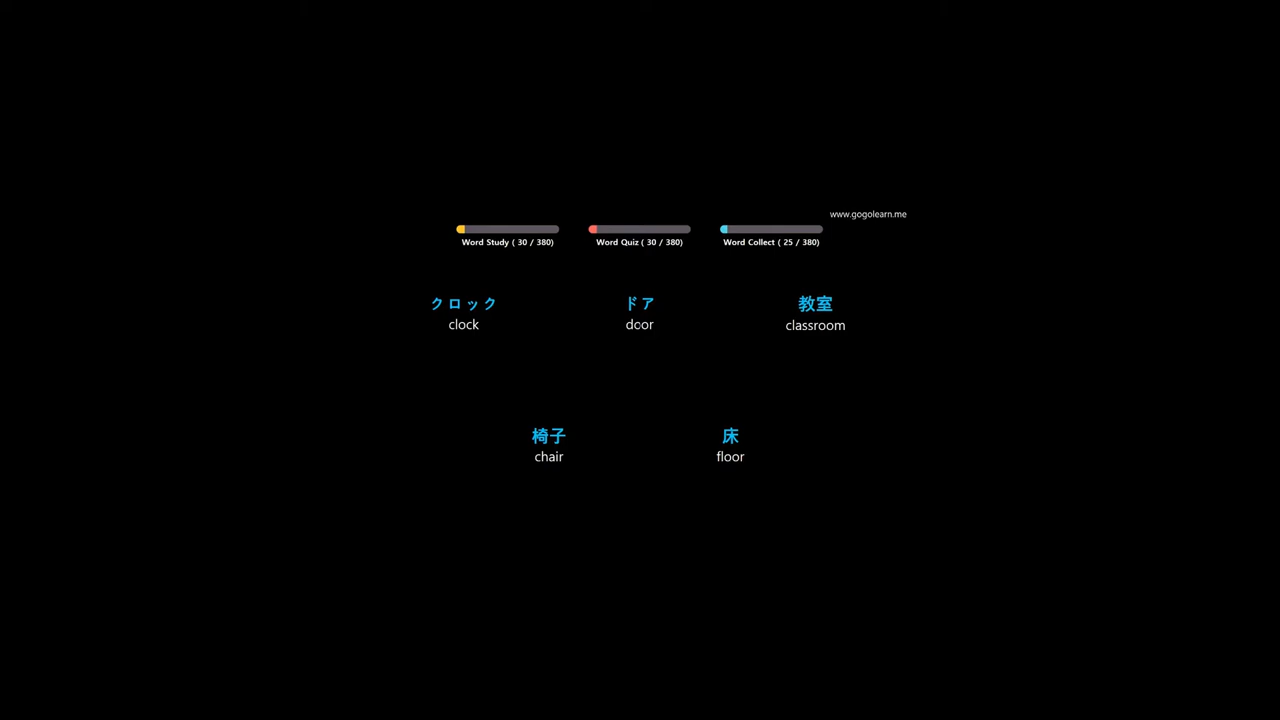 www.gogolearn.me
Word Study ( 30 / 380)
Word Quiz ( 30 / 380)
Word Collect ( 25 / 380)
クロック
clock
ドア
door
教室
classroom
椅子
chair
床
floor